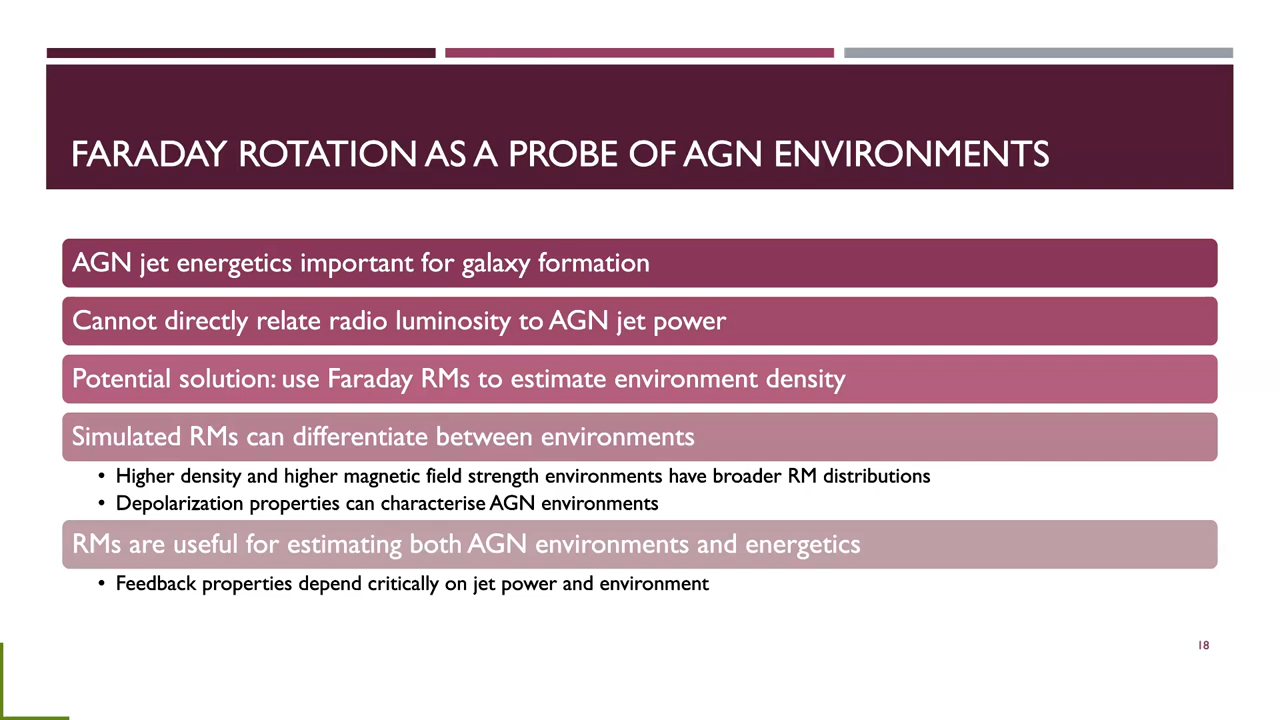 FARADAY ROTATION AS A PROBE OF AGN ENVIRONMENTS
AGN jet energetics important for galaxy formation
Cannot directly relate radio luminosity to AGN jet power
Potential solution: use Faraday RMs to estimate environment density
Simulated RMs can differentiate between environments
• Higher density and higher magnetic field strength environments have broader RM distributions
• Depolarization properties can characterise AGN environments
RMs are useful for estimating both AGN environments and energetics
• Feedback properties depend critically on jet power and environment
18